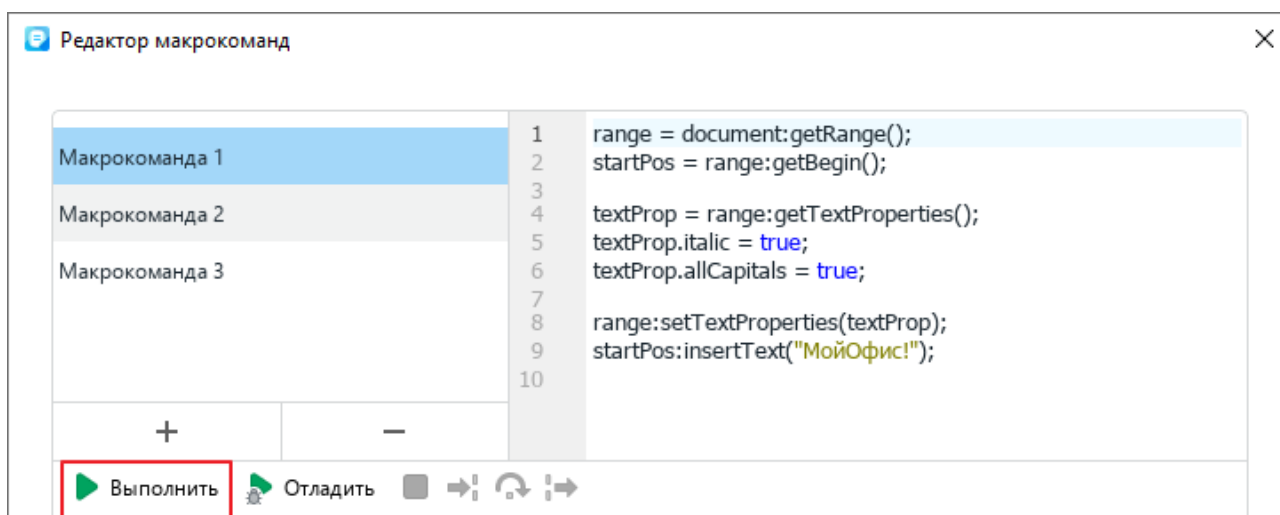 Редактор макрокоманд
Макрокоманда 1
Макрокоманда 2
Макрокоманда 3
+ −
1 range = document:getRange();
2 startPos = range:getBegin();
3
4 textProp = range:getTextProperties();
5 textProp.italic = true;
6 textProp.allCapitals = true;
7
8 range:setTextProperties(textProp);
9 startPos:insertText("МойОфис!");
10
Выполнить Отладить